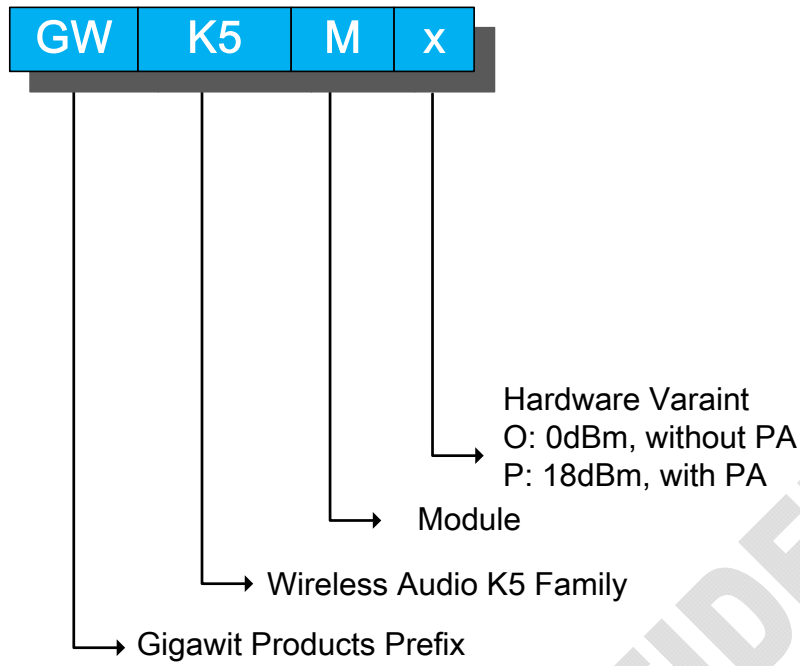 GW K5 M x
Hardware Varaint
O: 0dBm, without PA
P: 18dBm, with PA
Module
Wireless Audio K5 Family
Gigawit Products Prefix